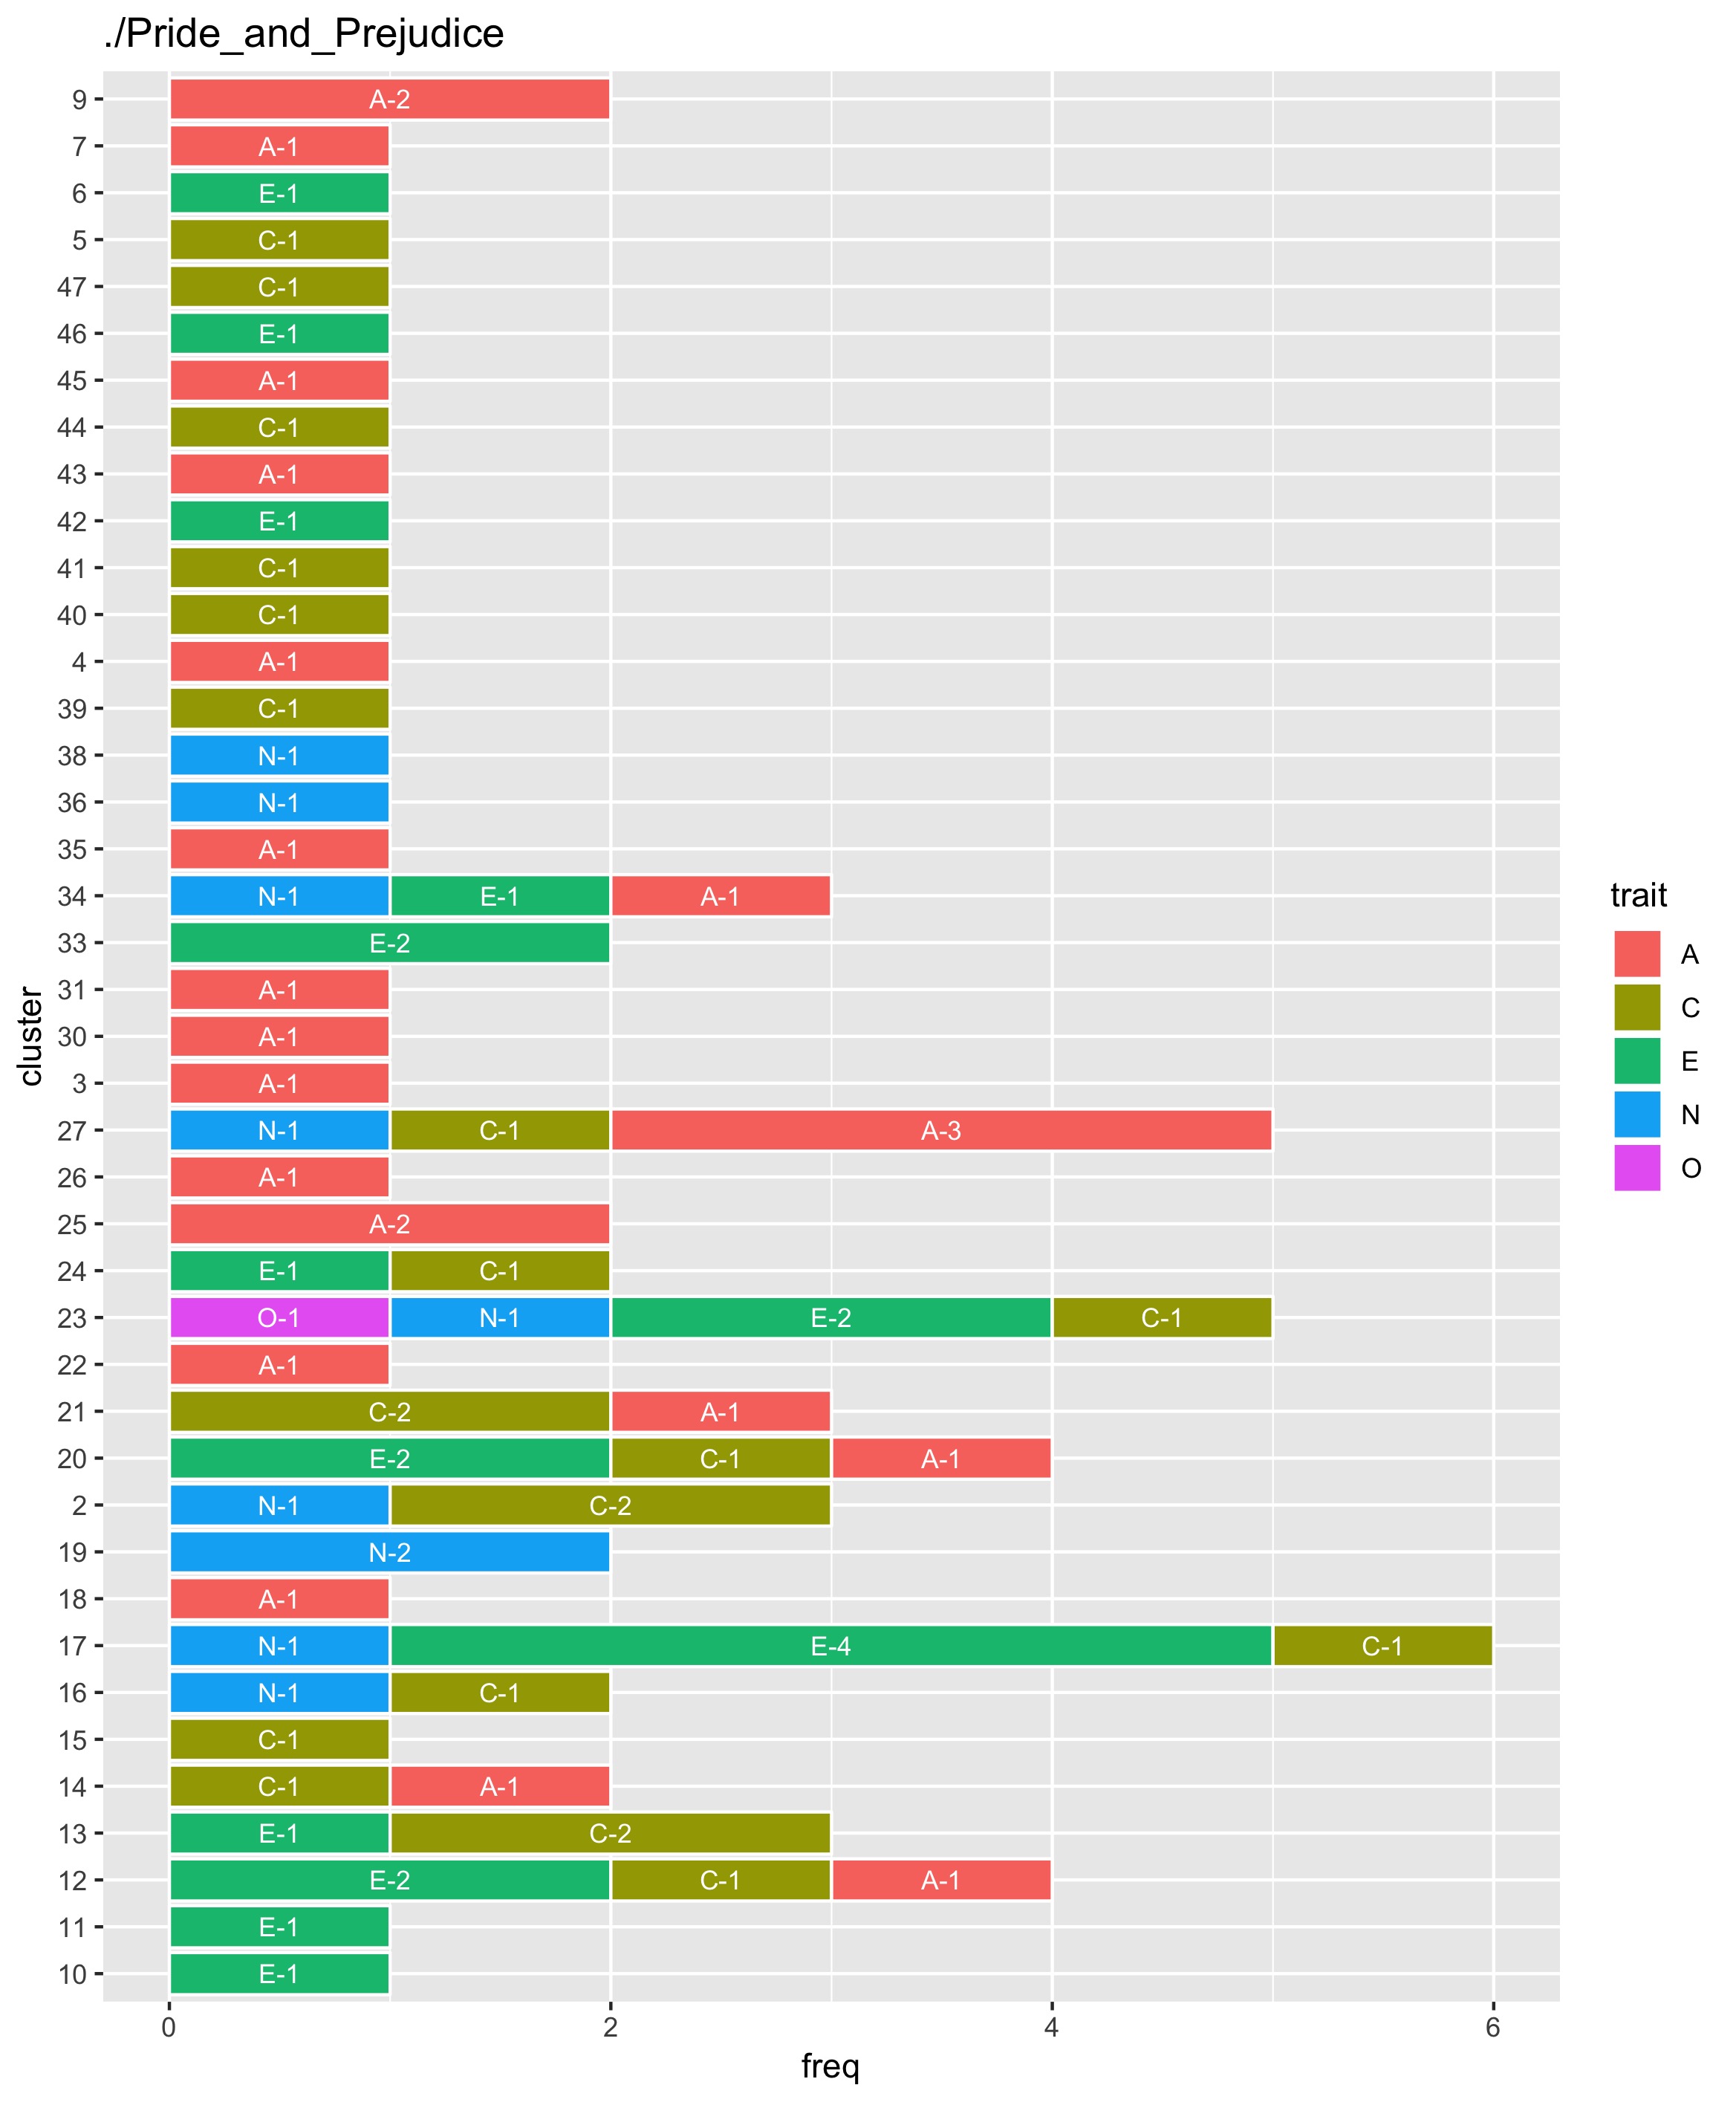 ./Pride_and_Prejudice
9 A-2
7 A-1
6 E-1
5 C-1
47 C-1
46 E-1
45 A-1
44 C-1
43 A-1
42 E-1
41 C-1
40 C-1
4 A-1
39 C-1
38 N-1
36 N-1
35 A-1
34 N-1 E-1 A-1
33 E-2
31 A-1
30 A-1
3 A-1
27 N-1 C-1 A-3
26 A-1
25 A-2
24 E-1 C-1
23 O-1 N-1 E-2 C-1
22 A-1
21 C-2 A-1
20 E-2 C-1 A-1
2 N-1 C-2
19 N-2
18 A-1
17 N-1 E-4 C-1
16 N-1 C-1
15 C-1
14 C-1 A-1
13 E-1 C-2
12 E-2 C-1 A-1
11 E-1
10 E-1
0 2 4 6
freq
cluster
trait
A
C
E
N
O